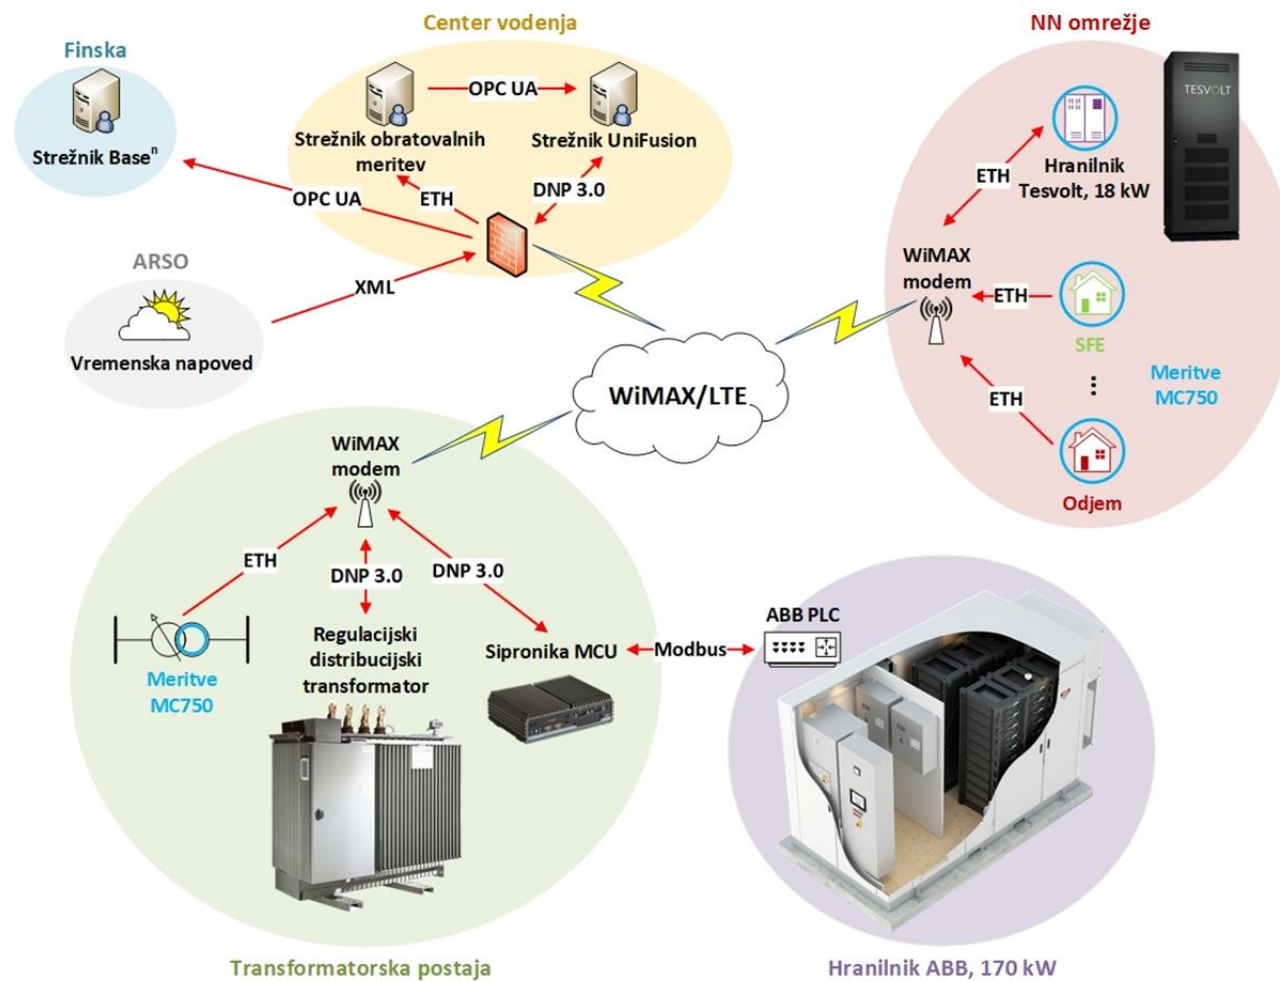 Center vodenja
NN omrežje
Finska
Strežnik Baseⁿ
OPC UA
Strežnik obratovalnih
meritev
Strežnik UniFusion
ETH
DNP 3.0
OPC UA
ARSO
XML
Vremenska napoved
TESVOLT
Hranilnik
Tesvolt, 18 kW
ETH
WiMAX
modem
ETH
SFE
Meritve
MC750
ETH
Odjem
WiMAX/LTE
WiMAX
modem
ETH
DNP 3.0
DNP 3.0
Meritve
MC750
Regulacijski
distribucijski
transformator
Sipronika MCU
Modbus
ABB PLC
Transformatorska postaja
Hranilnik ABB, 170 kW